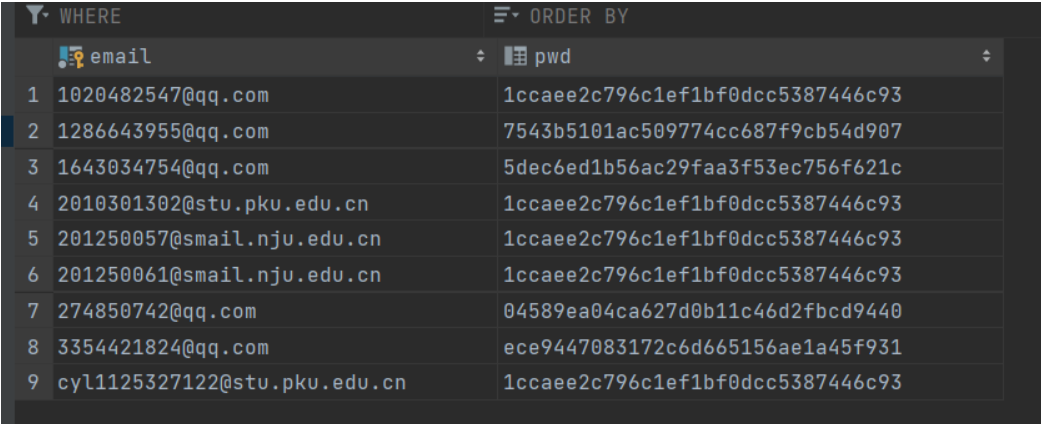 WHERE ORDER BY
email pwd
1 1020482547@qq.com 1ccaee2c796c1ef1bf0dcc5387446c93
2 1286643955@qq.com 7543b5101ac509774cc687f9cb54d907
3 1643034754@qq.com 5dec6ed1b56ac29faa3f53ec756f621c
4 2010301302@stu.pku.edu.cn 1ccaee2c796c1ef1bf0dcc5387446c93
5 201250057@smail.nju.edu.cn 1ccaee2c796c1ef1bf0dcc5387446c93
6 201250061@smail.nju.edu.cn 1ccaee2c796c1ef1bf0dcc5387446c93
7 274850742@qq.com 04589ea04ca627d0b11c46d2fbcd9440
8 3354421824@qq.com ece9447083172c6d665156ae1a45f931
9 cyl1125327122@stu.pku.edu.cn 1ccaee2c796c1ef1bf0dcc5387446c93